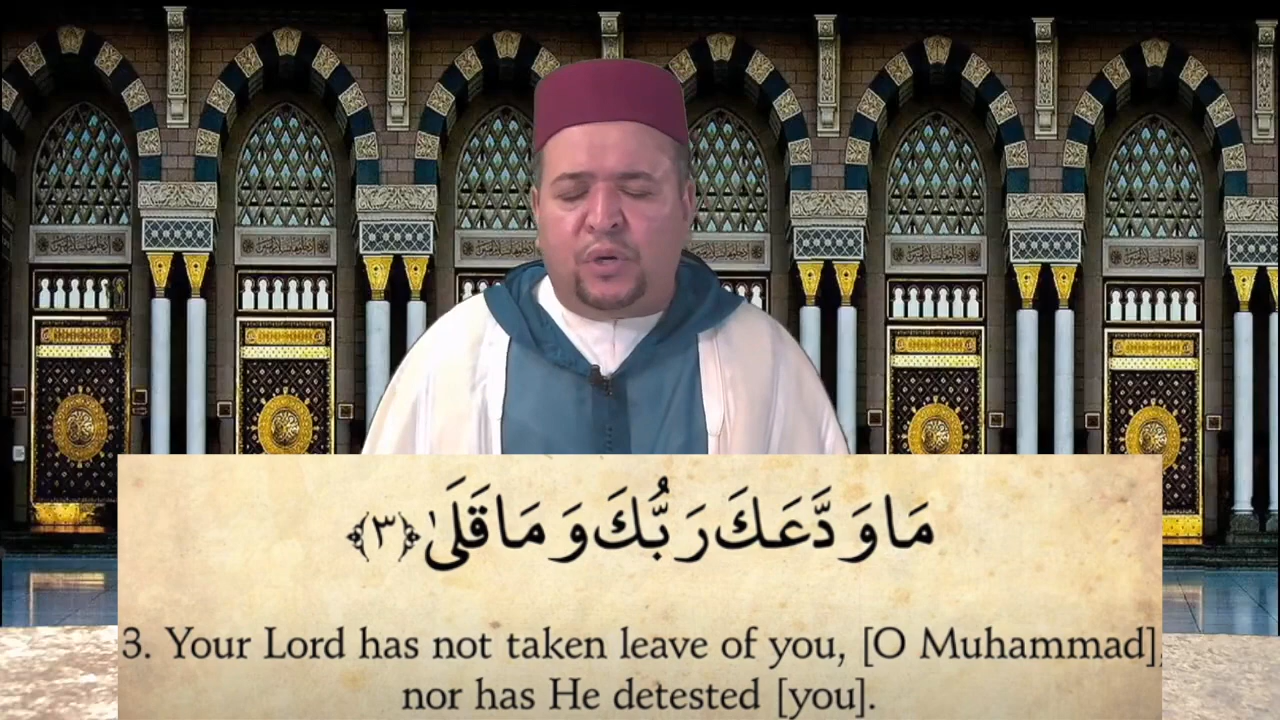 مَا وَدَّعَكَ رَبُّكَ وَمَا قَلَىٰ ﴿٣﴾
3. Your Lord has not taken leave of you, [O Muhammad],
nor has He detested [you].